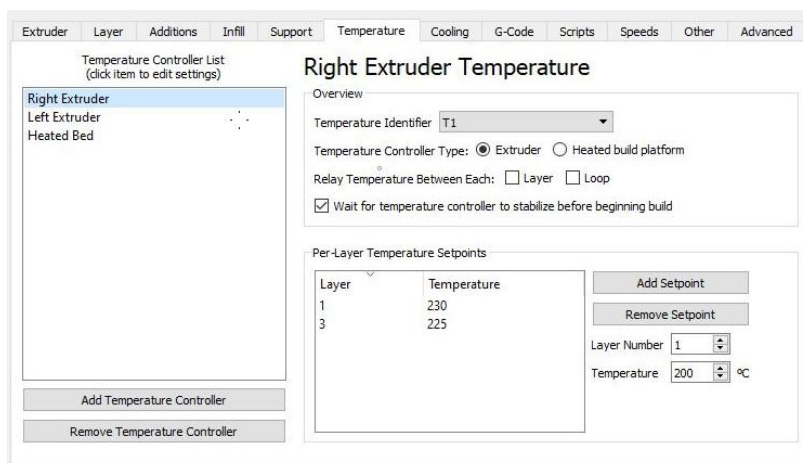 Extruder Layer Additions Infill Support Temperature Cooling G-Code Scripts Speeds Other Advanced
Temperature Controller List
(click item to edit settings)
Right Extruder
Left Extruder
Heated Bed
Add Temperature Controller
Remove Temperature Controller
Right Extruder Temperature
Overview
Temperature Identifier T1
Temperature Controller Type: Extruder Heated build platform
Relay Temperature Between Each: Layer Loop
Wait for temperature controller to stabilize before beginning build
Per-Layer Temperature Setpoints
Layer Temperature
1 230
3 225
Add Setpoint
Remove Setpoint
Layer Number 1
Temperature 200 ºC